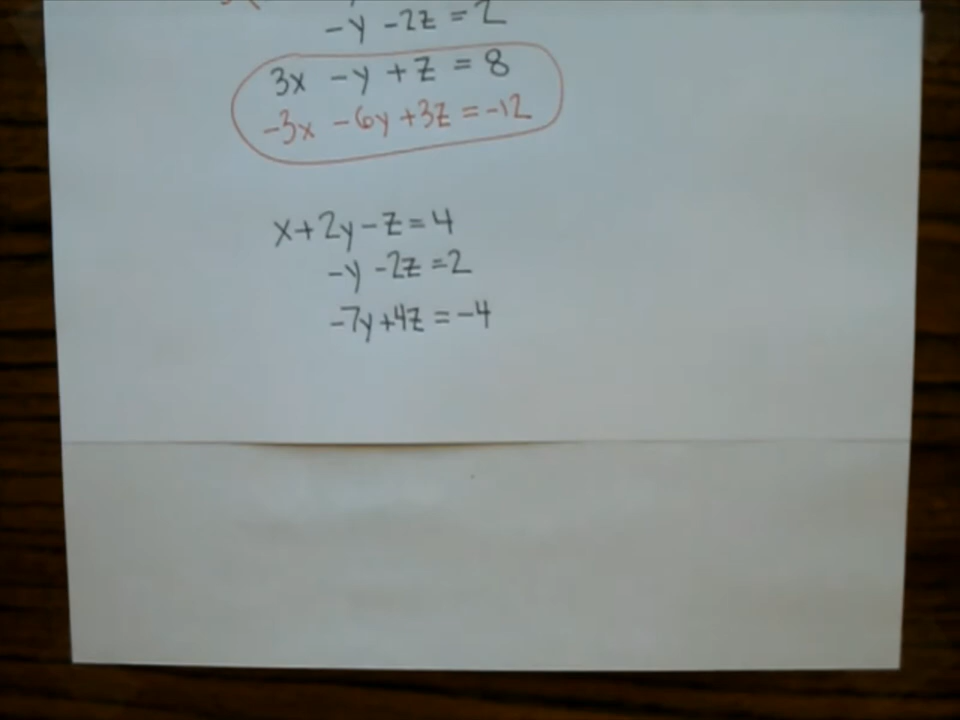 -y -2z = 2
3x -y +z = 8
-3x -6y +3z = -12
x+2y-z=4
-y -2z =2
-7y+4z = -4